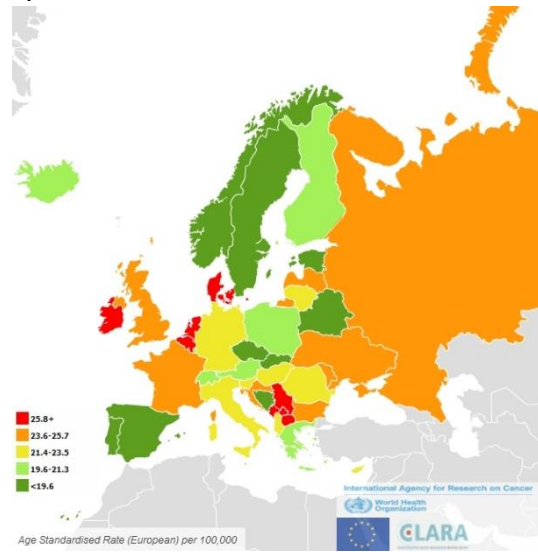 25.8+
23.6-25.7
21.4-23.5
19.6-21.3
<19.6
International Agency for Research on Cancer
World Health
Organization
CLARA
Age Standardised Rate (European) per 100,000